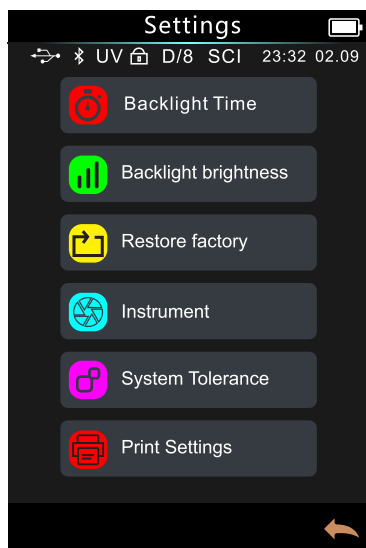 Settings
UV D/8 SCI 23:32 02.09
Backlight Time
Backlight brightness
Restore factory
Instrument
System Tolerance
Print Settings